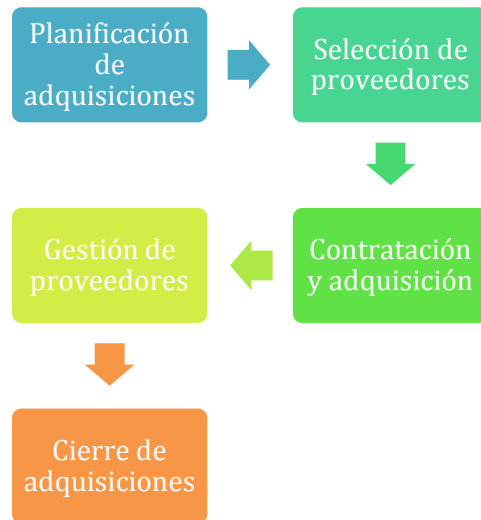 Planificación
de
adquisiciones
Selección de
proveedores
Contratación
y adquisición
Gestión de
proveedores
Cierre de
adquisiciones